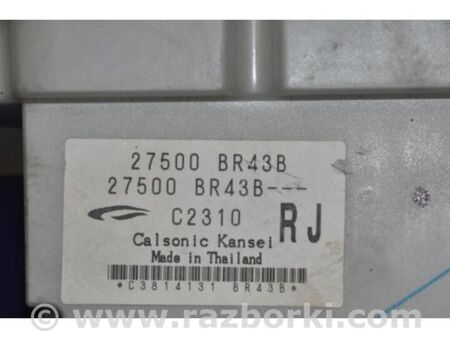 27500 BR43B
27500 BR43B---
C2310 RJ
Calsonic Kansei
Made in Thailand
*C3814131 BR43B*
© www.razborki.com